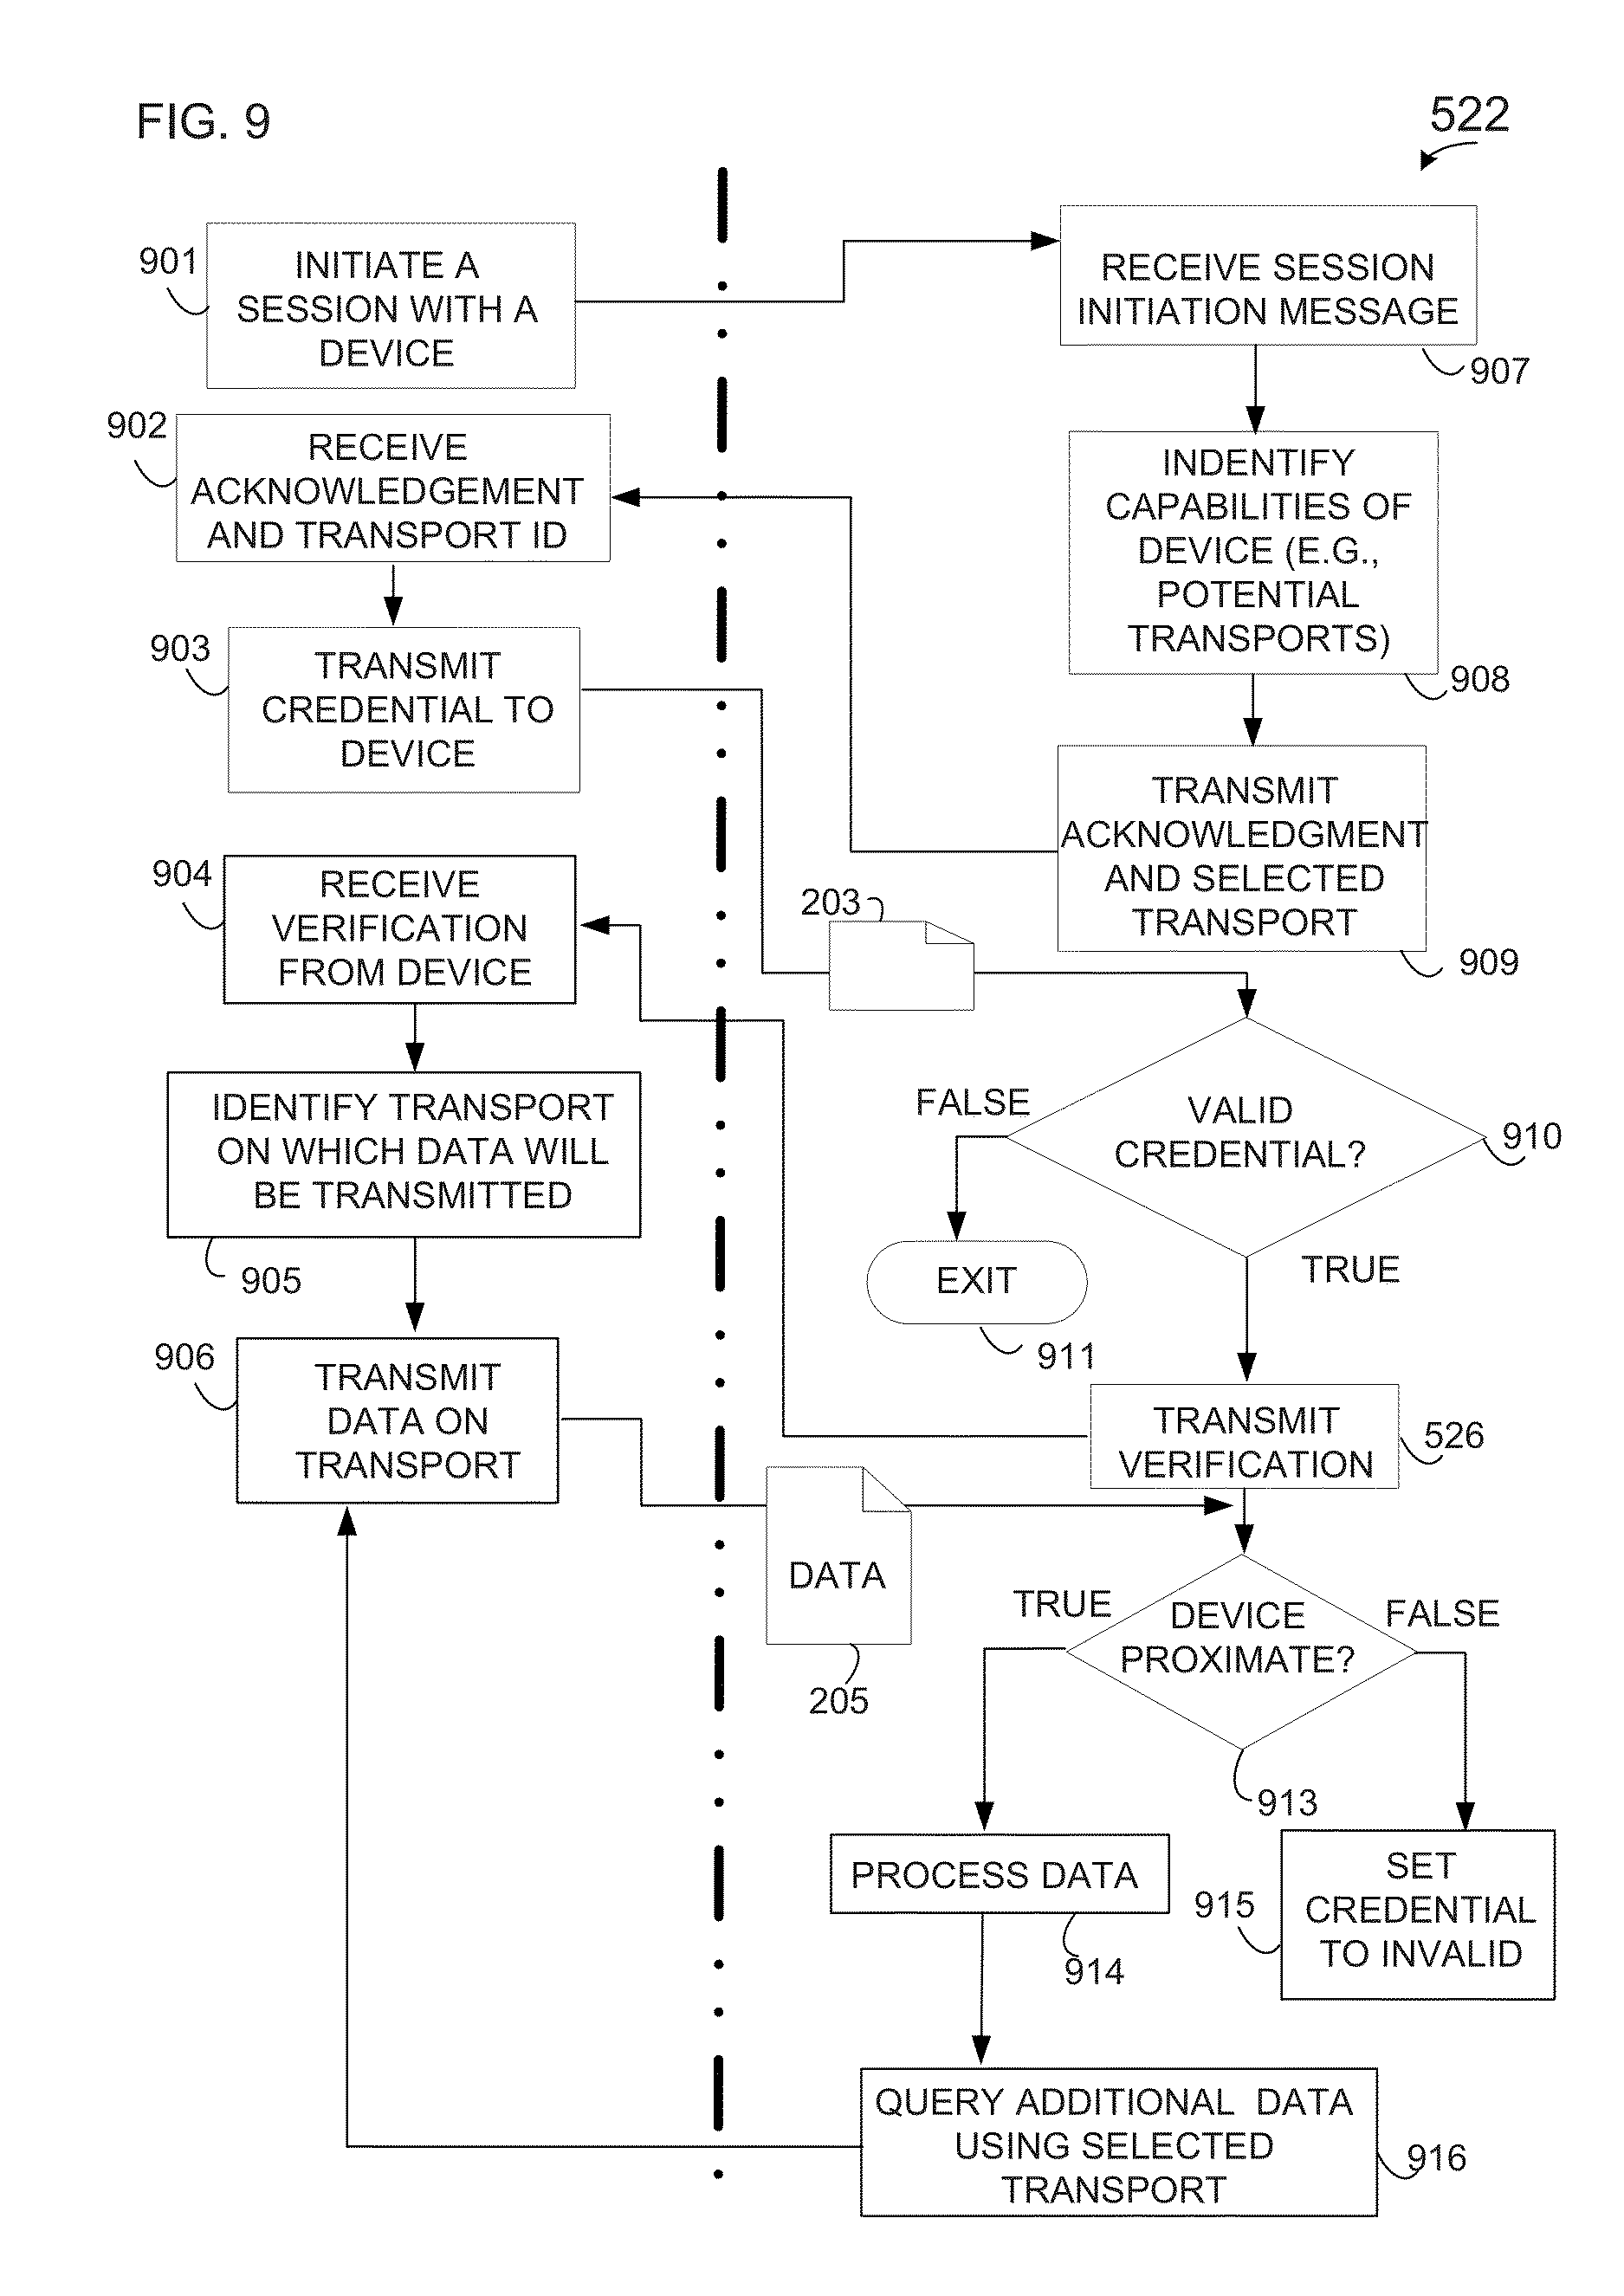 FIG. 9
522
901
INITIATE A
SESSION WITH A
DEVICE
RECEIVE SESSION
INITIATION MESSAGE
907
902
RECEIVE
ACKNOWLEDGEMENT
AND TRANSPORT ID
INDENTIFY
CAPABILITIES OF
DEVICE (E.G.,
POTENTIAL
TRANSPORTS)
908
903
TRANSMIT
CREDENTIAL TO
DEVICE
TRANSMIT
ACKNOWLEDGMENT
AND SELECTED
TRANSPORT
909
904
RECEIVE
VERIFICATION
FROM DEVICE
203
IDENTIFY TRANSPORT
ON WHICH DATA WILL
BE TRANSMITTED
905
FALSE
VALID
CREDENTIAL?
910
TRUE
EXIT
911
906
TRANSMIT
DATA ON
TRANSPORT
TRANSMIT
VERIFICATION
526
DATA
205
TRUE
DEVICE
PROXIMATE?
FALSE
913
PROCESS DATA
914
915
SET
CREDENTIAL
TO INVALID
QUERY ADDITIONAL DATA
USING SELECTED
TRANSPORT
916